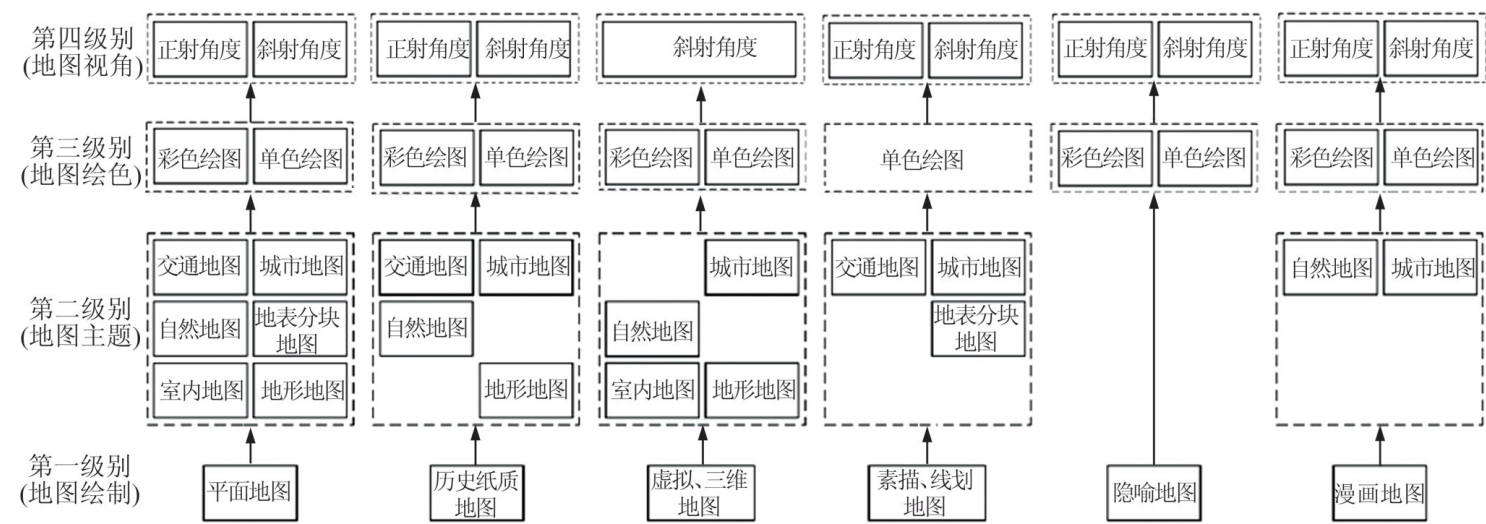 第四级别
(地图视角)
正射角度 斜射角度 正射角度 斜射角度 斜射角度 正射角度 斜射角度 正射角度 斜射角度 正射角度 斜射角度
第三级别
(地图绘色)
彩色绘图 单色绘图 彩色绘图 单色绘图 彩色绘图 单色绘图 单色绘图 彩色绘图 单色绘图 彩色绘图 单色绘图
第二级别
(地图主题)
交通地图 城市地图
自然地图 地表分块
地图
室内地图 地形地图
交通地图 城市地图
自然地图
地形地图
城市地图
自然地图
室内地图 地形地图
交通地图 城市地图
地表分块
地图
自然地图 城市地图
第一级别
(地图绘制)
平面地图
历史纸质
地图
虚拟、三维
地图
素描、线划
地图
隐喻地图
漫画地图